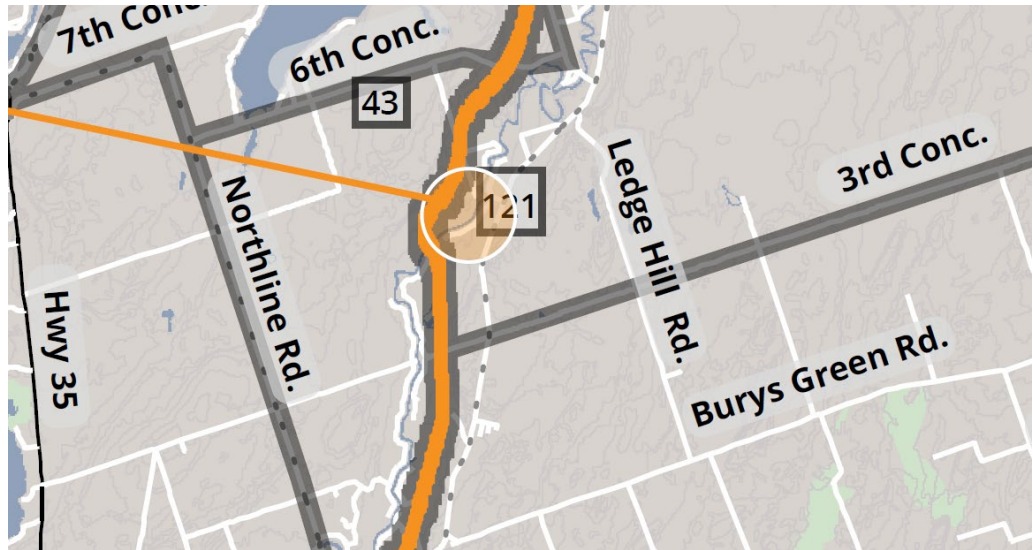 7th Conc.
6th Conc.
43
121
3rd Conc.
Ledge Hill Rd.
Northline Rd.
Hwy 35
Burys Green Rd.